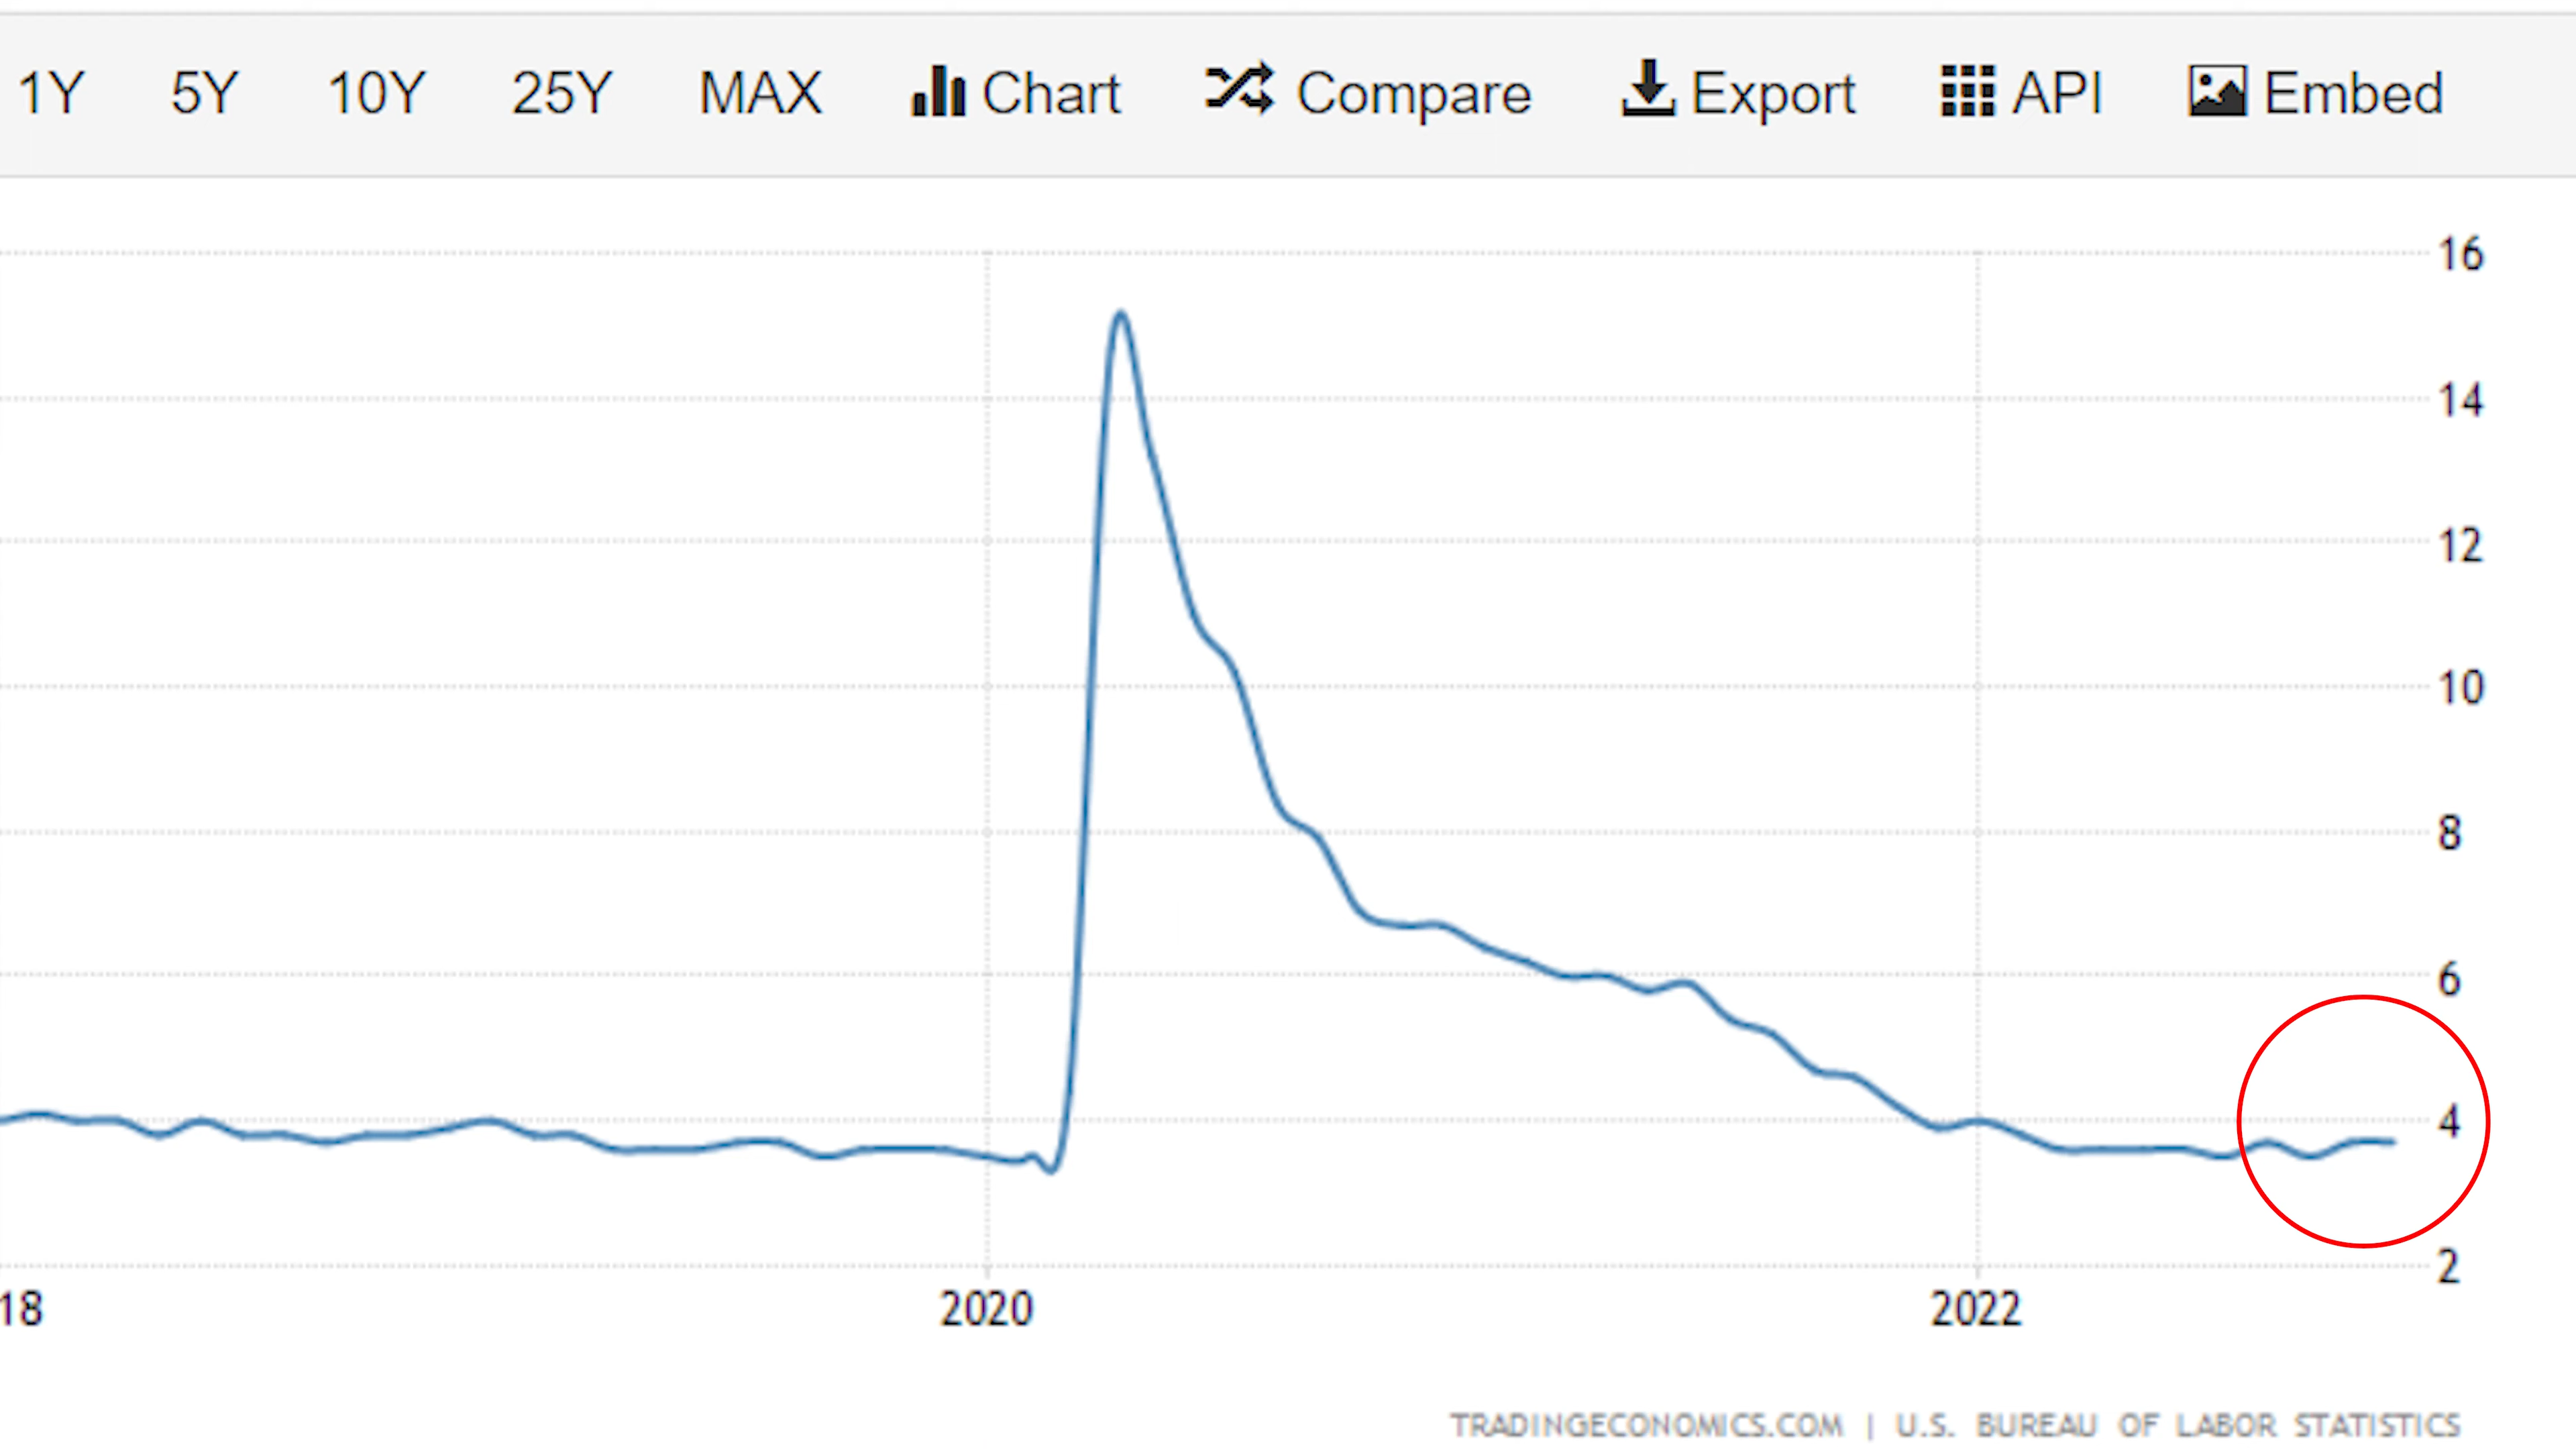 1Y 5Y 10Y 25Y MAX Chart Compare Export API Embed
16
14
12
10
8
6
4
2
18 2020 2022
TRADINGECONOMICS.COM | U.S. BUREAU OF LABOR STATISTICS